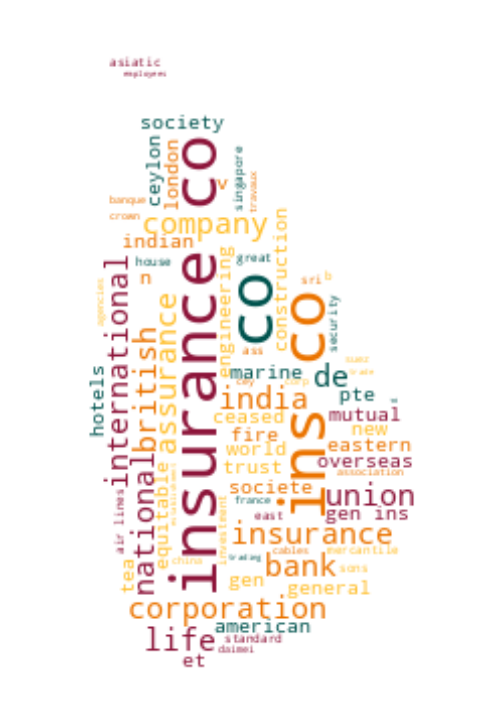 asiatic
employees
society
ceylon
london
insurance co
singapore
travaux
v
banque
crown
company
indian
house
n
great
construction
engineering
co
sri
b
international
agencies
british
assurance
ins co
security
ass
marine
de
suez
trade
cey
corp
india
pte
hotels
ceased
mutual
fire
new
world
eastern
trust
overseas
association
national
equitable
societe
union
air lines
france
east
gen ins
investment
insurance
trading
cables
mercantile
china
bank
sons
tea
gen
general
corporation
american
life
standard
daimei
et